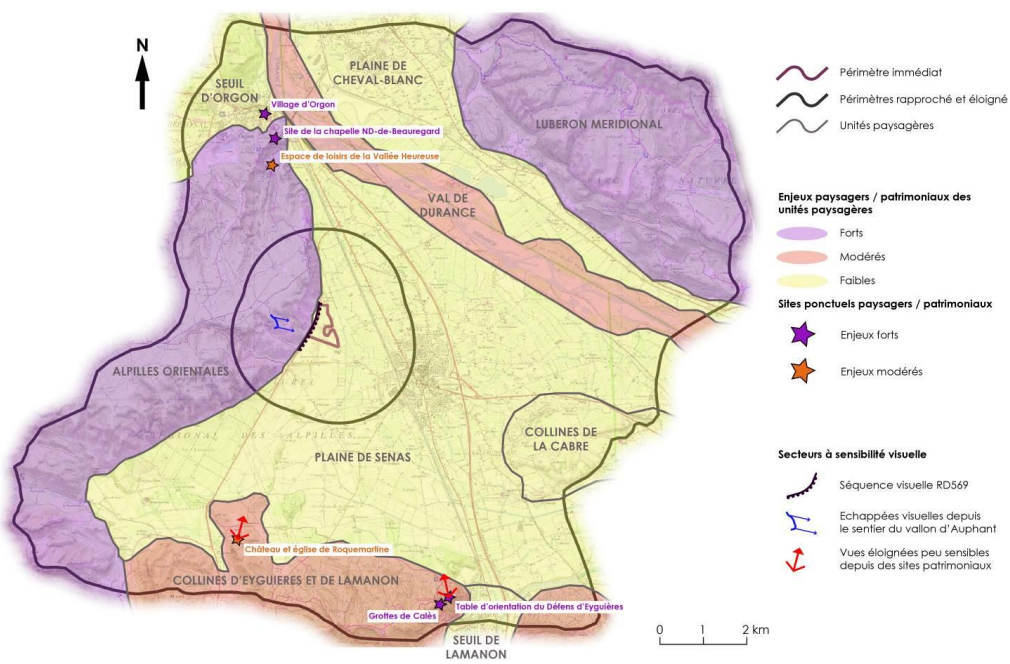 N
PLAINE DE
CHEVAL-BLANC
SEUIL
D'ORGON
Village d'Orgon
Site de la chapelle ND-de-Beauregard
Espace de loisirs de la Vallée Heureuse
LUBERON MERIDIONAL
VAL DE
DURANCE
ALPILLES ORIENTALES
COLLINES DE
LA CABRE
PLAINE DE SENAS
Château et église de Roquemartine
COLLINES D'EYGUIERES ET DE LAMANON
Table d'orientation du Défens d'Eyguières
Grottes de Calès
SEUIL DE
LAMANON
Périmètre immédiat
Périmètres rapproché et éloigné
Unités paysagères
Enjeux paysagers / patrimoniaux des
unités paysagères
Forts
Modérés
Faibles
Sites ponctuels paysagers / patrimoniaux
Enjeux forts
Enjeux modérés
Secteurs à sensibilité visuelle
Séquence visuelle RD569
Echappées visuelles depuis
le sentier du vallon d'Auphant
Vues éloignées peu sensibles
depuis des sites patrimoniaux
0 1 2 km